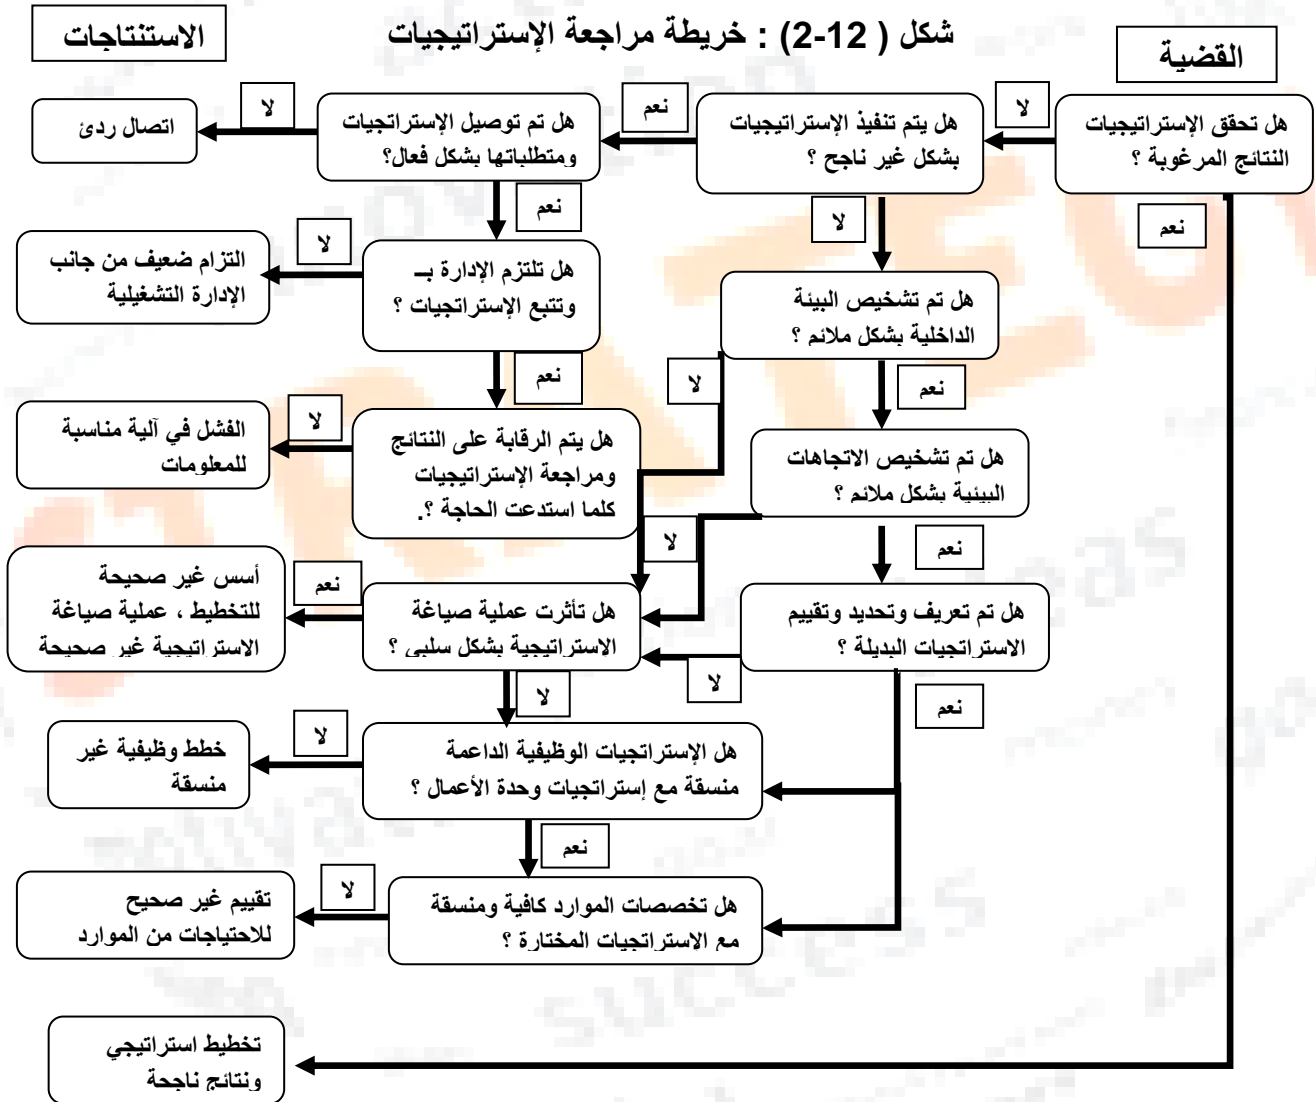 شكل ( 12-2) : خريطة مراجعة الإستراتيجيات
القضية
الاستنتاجات
هل تحقق الإستراتيجيات
النتائج المرغوبة ؟
لا
هل يتم تنفيذ الإستراتيجيات
بشكل غير ناجح ؟
نعم
هل تم توصيل الإستراتجيات
ومتطلباتها بشكل فعال؟
لا
اتصال ردئ
نعم
لا
نعم
هل تلتزم الإدارة بـ
وتتبع الإستراتجيات ؟
لا
التزام ضعيف من جانب
الإدارة التشغيلية
هل تم تشخيص البيئة
الداخلية بشكل ملائم ؟
نعم
لا
نعم
هل تم تشخيص الاتجاهات
البيئية بشكل ملائم ؟
هل يتم الرقابة على النتائج
ومراجعة الإستراتيجيات
كلما استدعت الحاجة ؟.
لا
الفشل في آلية مناسبة
للمعلومات
نعم
لا
هل تم تعريف وتحديد وتقييم
الاستراتجيات البديلة ؟
هل تأثرت عملية صياغة
الاستراتيجية بشكل سلبي ؟
نعم
أسس غير صحيحة
للتخطيط ، عملية صياغة
الاستراتيجية غير صحيحة
نعم
لا
لا
هل الإستراتجيات الوظيفية الداعمة
منسقة مع إستراتجيات وحدة الأعمال ؟
لا
خطط وظيفية غير
منسقة
نعم
هل تخصصات الموارد كافية ومنسقة
مع الاستراتجيات المختارة ؟
لا
تقييم غير صحيح
للاحتياجات من الموارد
تخطيط استراتيجي
ونتائج ناجحة